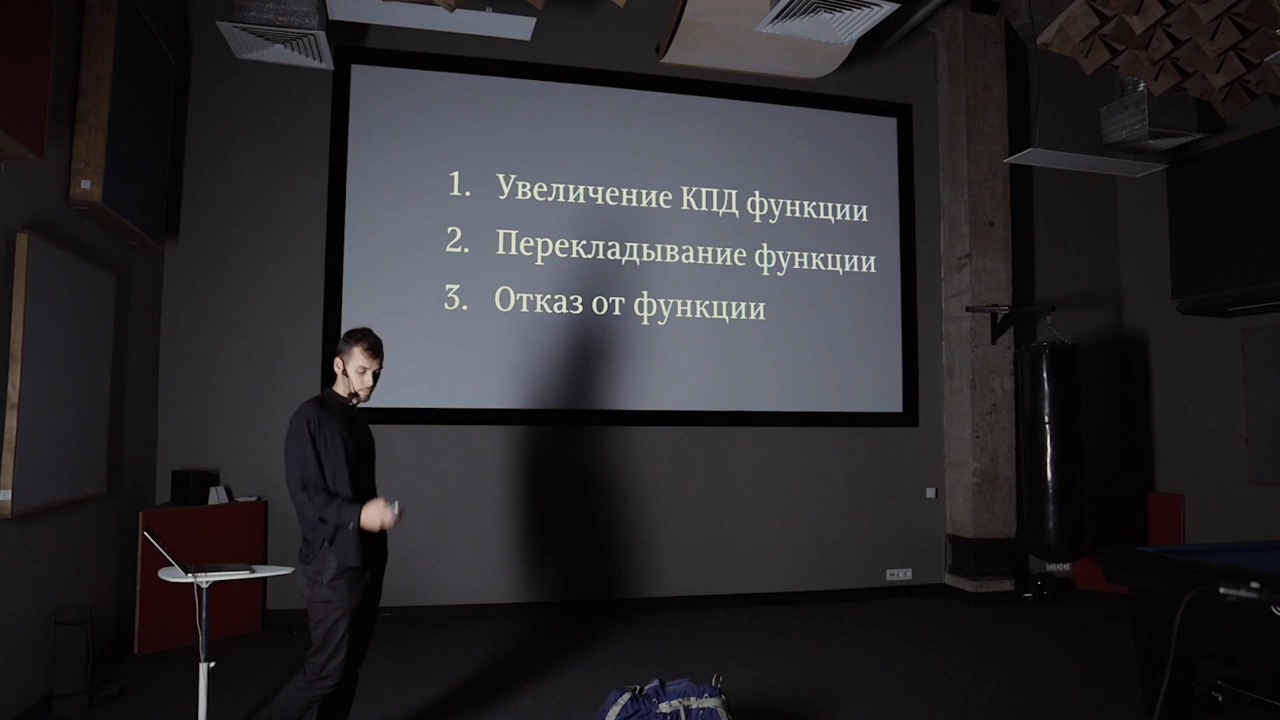 1. Увеличение КПД функции
2. Перекладывание функции
3. Отказ от функции